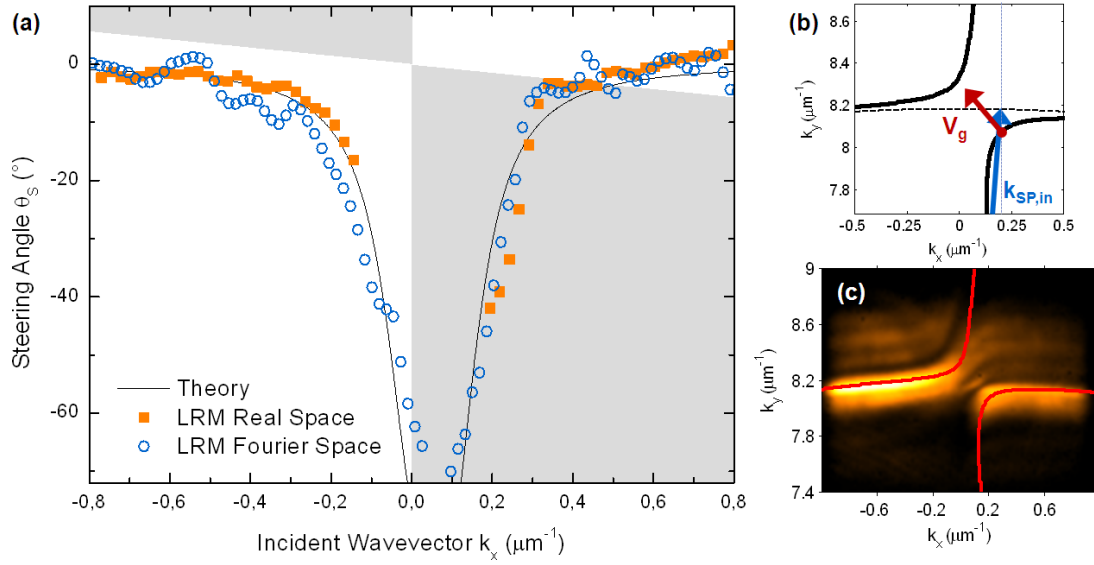 (a)
0
-20
-40
-60
Steering Angle θS (°)
Theory
LRM Real Space
LRM Fourier Space
-0,8 -0,6 -0,4 -0,2 0,0 0,2 0,4 0,6 0,8
Incident Wavevector kx (μm-1)
(b)
8.6
8.4
8.2
8
7.8
ky (μm-1)
Vg
kSP,in
-0.5 -0.25 0 0.2 0.5
kx (μm-1)
(c)
9
8.6
8.2
7.8
7.4
ky (μm-1)
-0.6 -0.2 0.2 0.6
kx (μm-1)